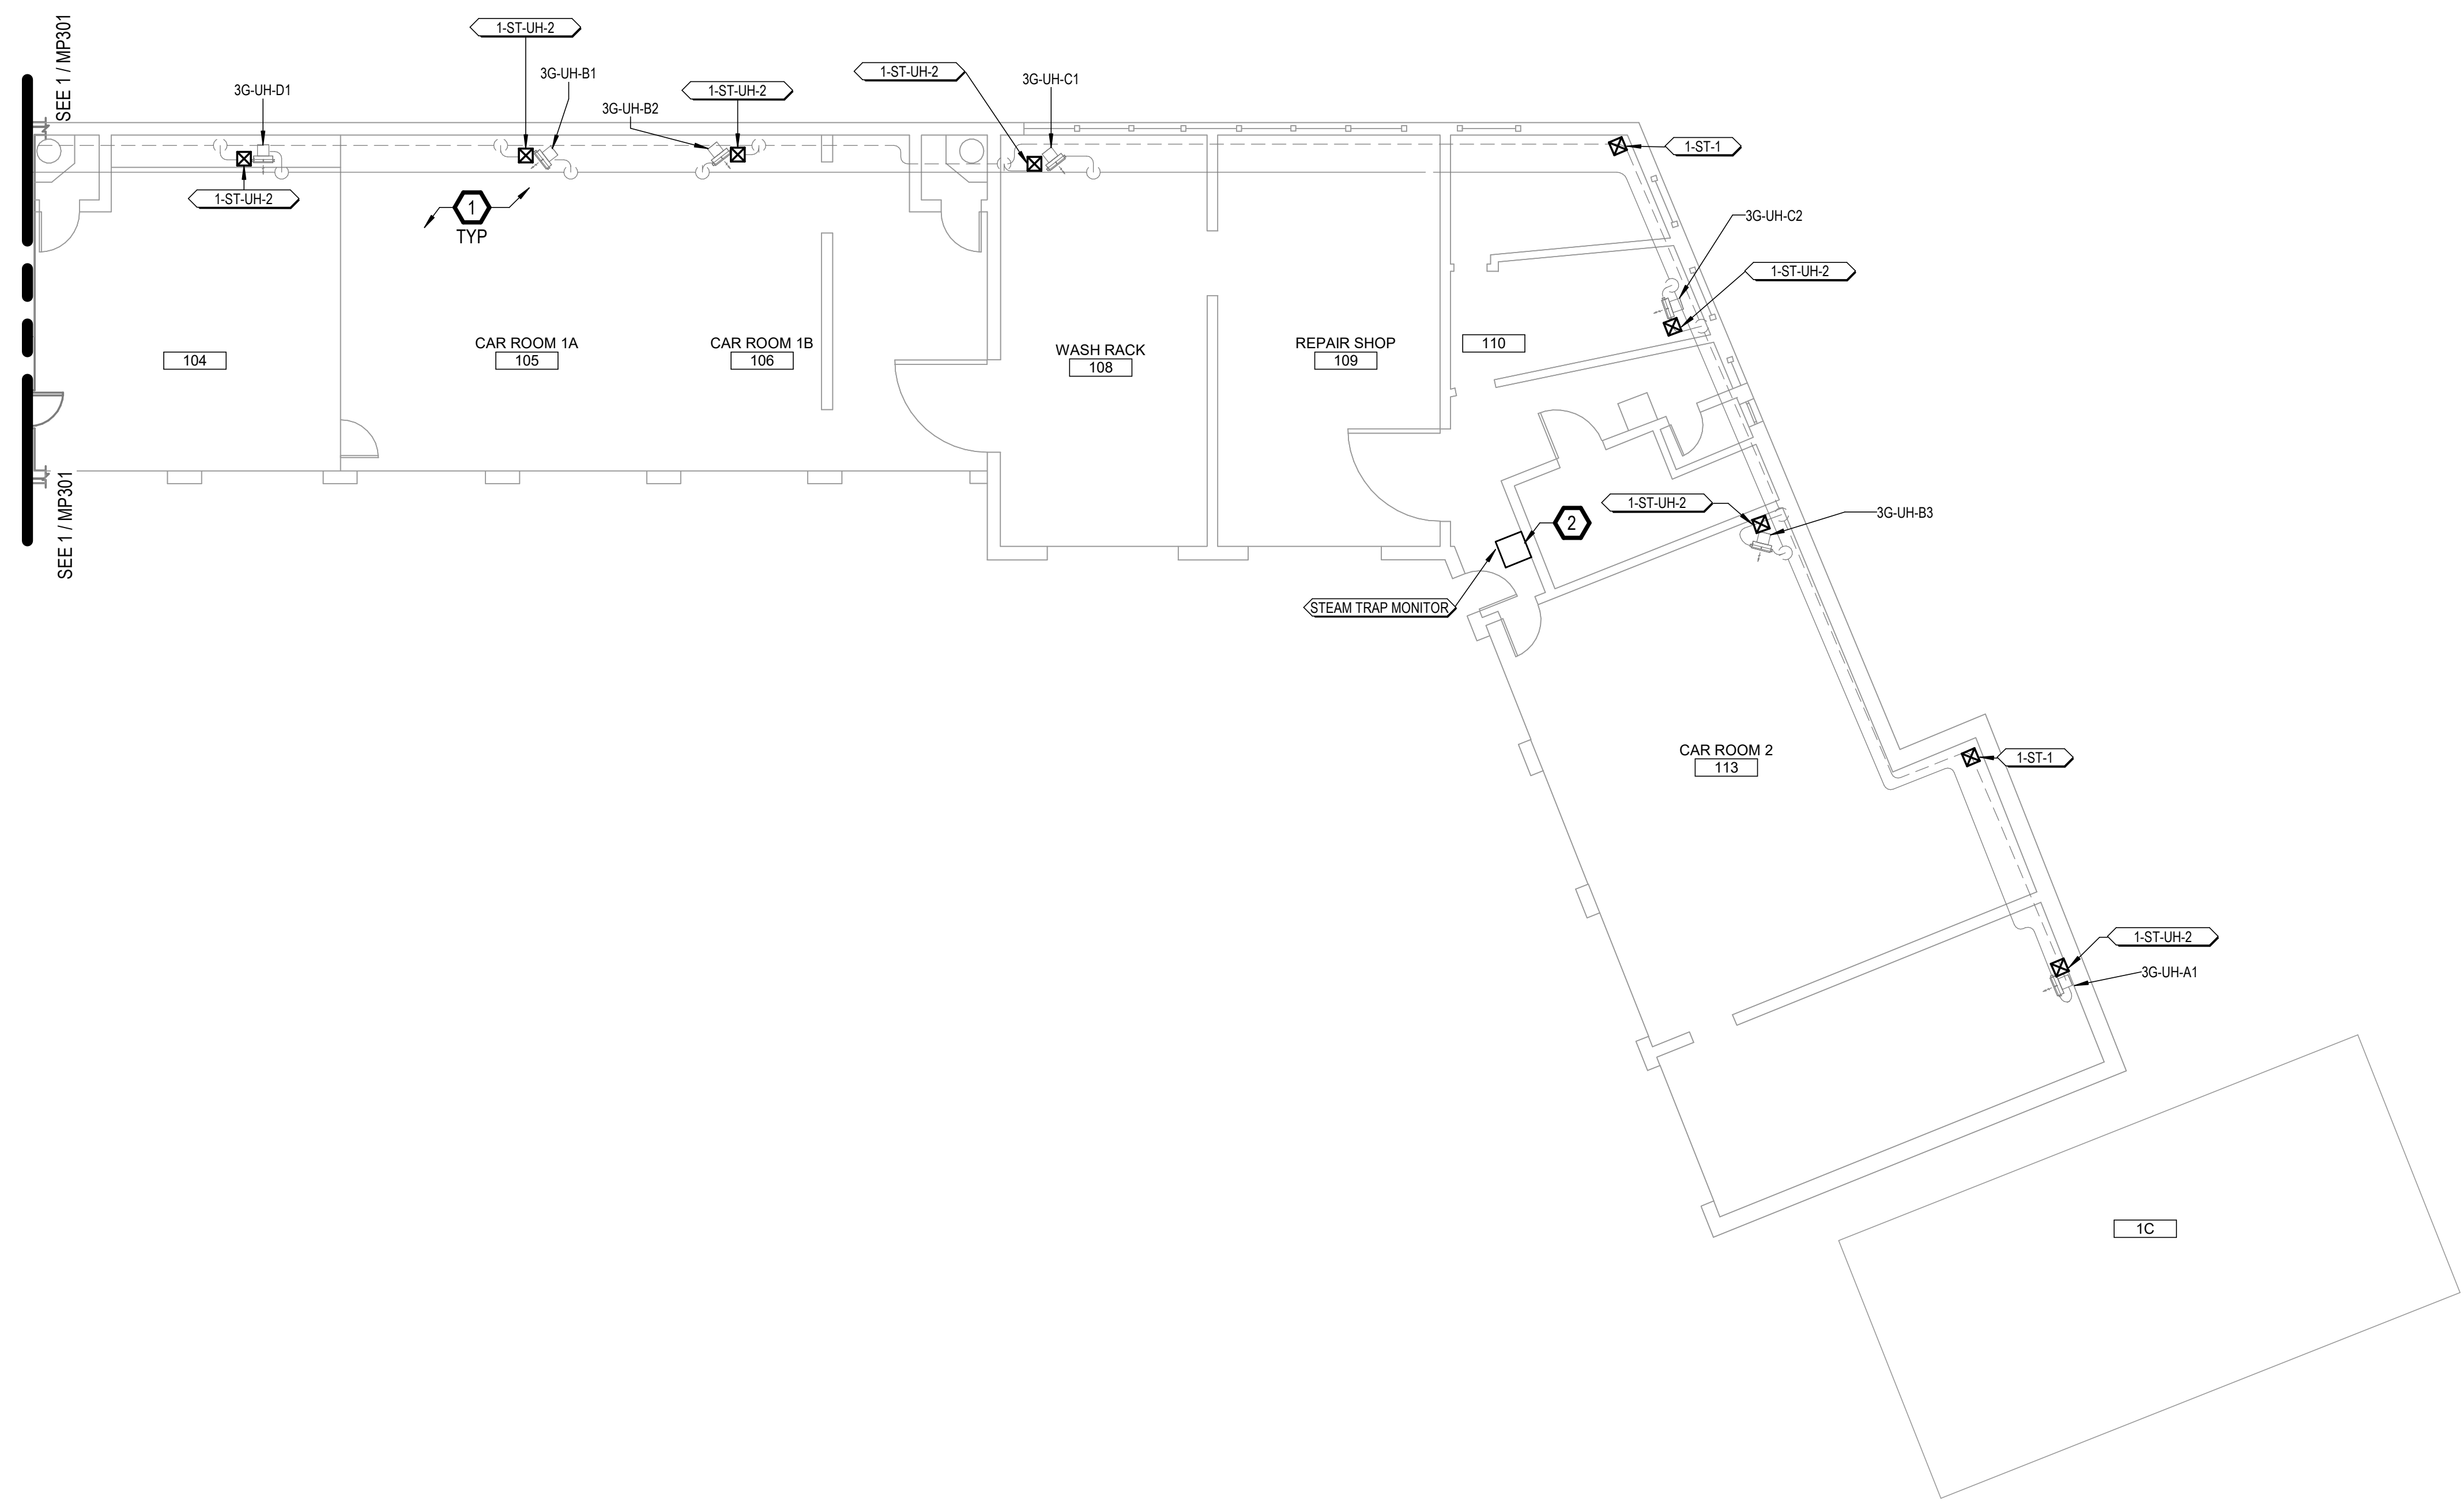 SEE 1 / MP301
1-ST-UH-2
3G-UH-B1
1-ST-UH-2
3G-UH-C1
3G-UH-D1
1-ST-UH-2
3G-UH-B2
1-ST-1
1-ST-UH-2
1
TYP
3G-UH-C2
1-ST-UH-2
CAR ROOM 1A
105
CAR ROOM 1B
106
WASH RACK
108
REPAIR SHOP
109
110
104
SEE 1 / MP301
1-ST-UH-2
3G-UH-B3
2
STEAM TRAP MONITOR
CAR ROOM 2
113
1-ST-1
1-ST-UH-2
3G-UH-A1
1C